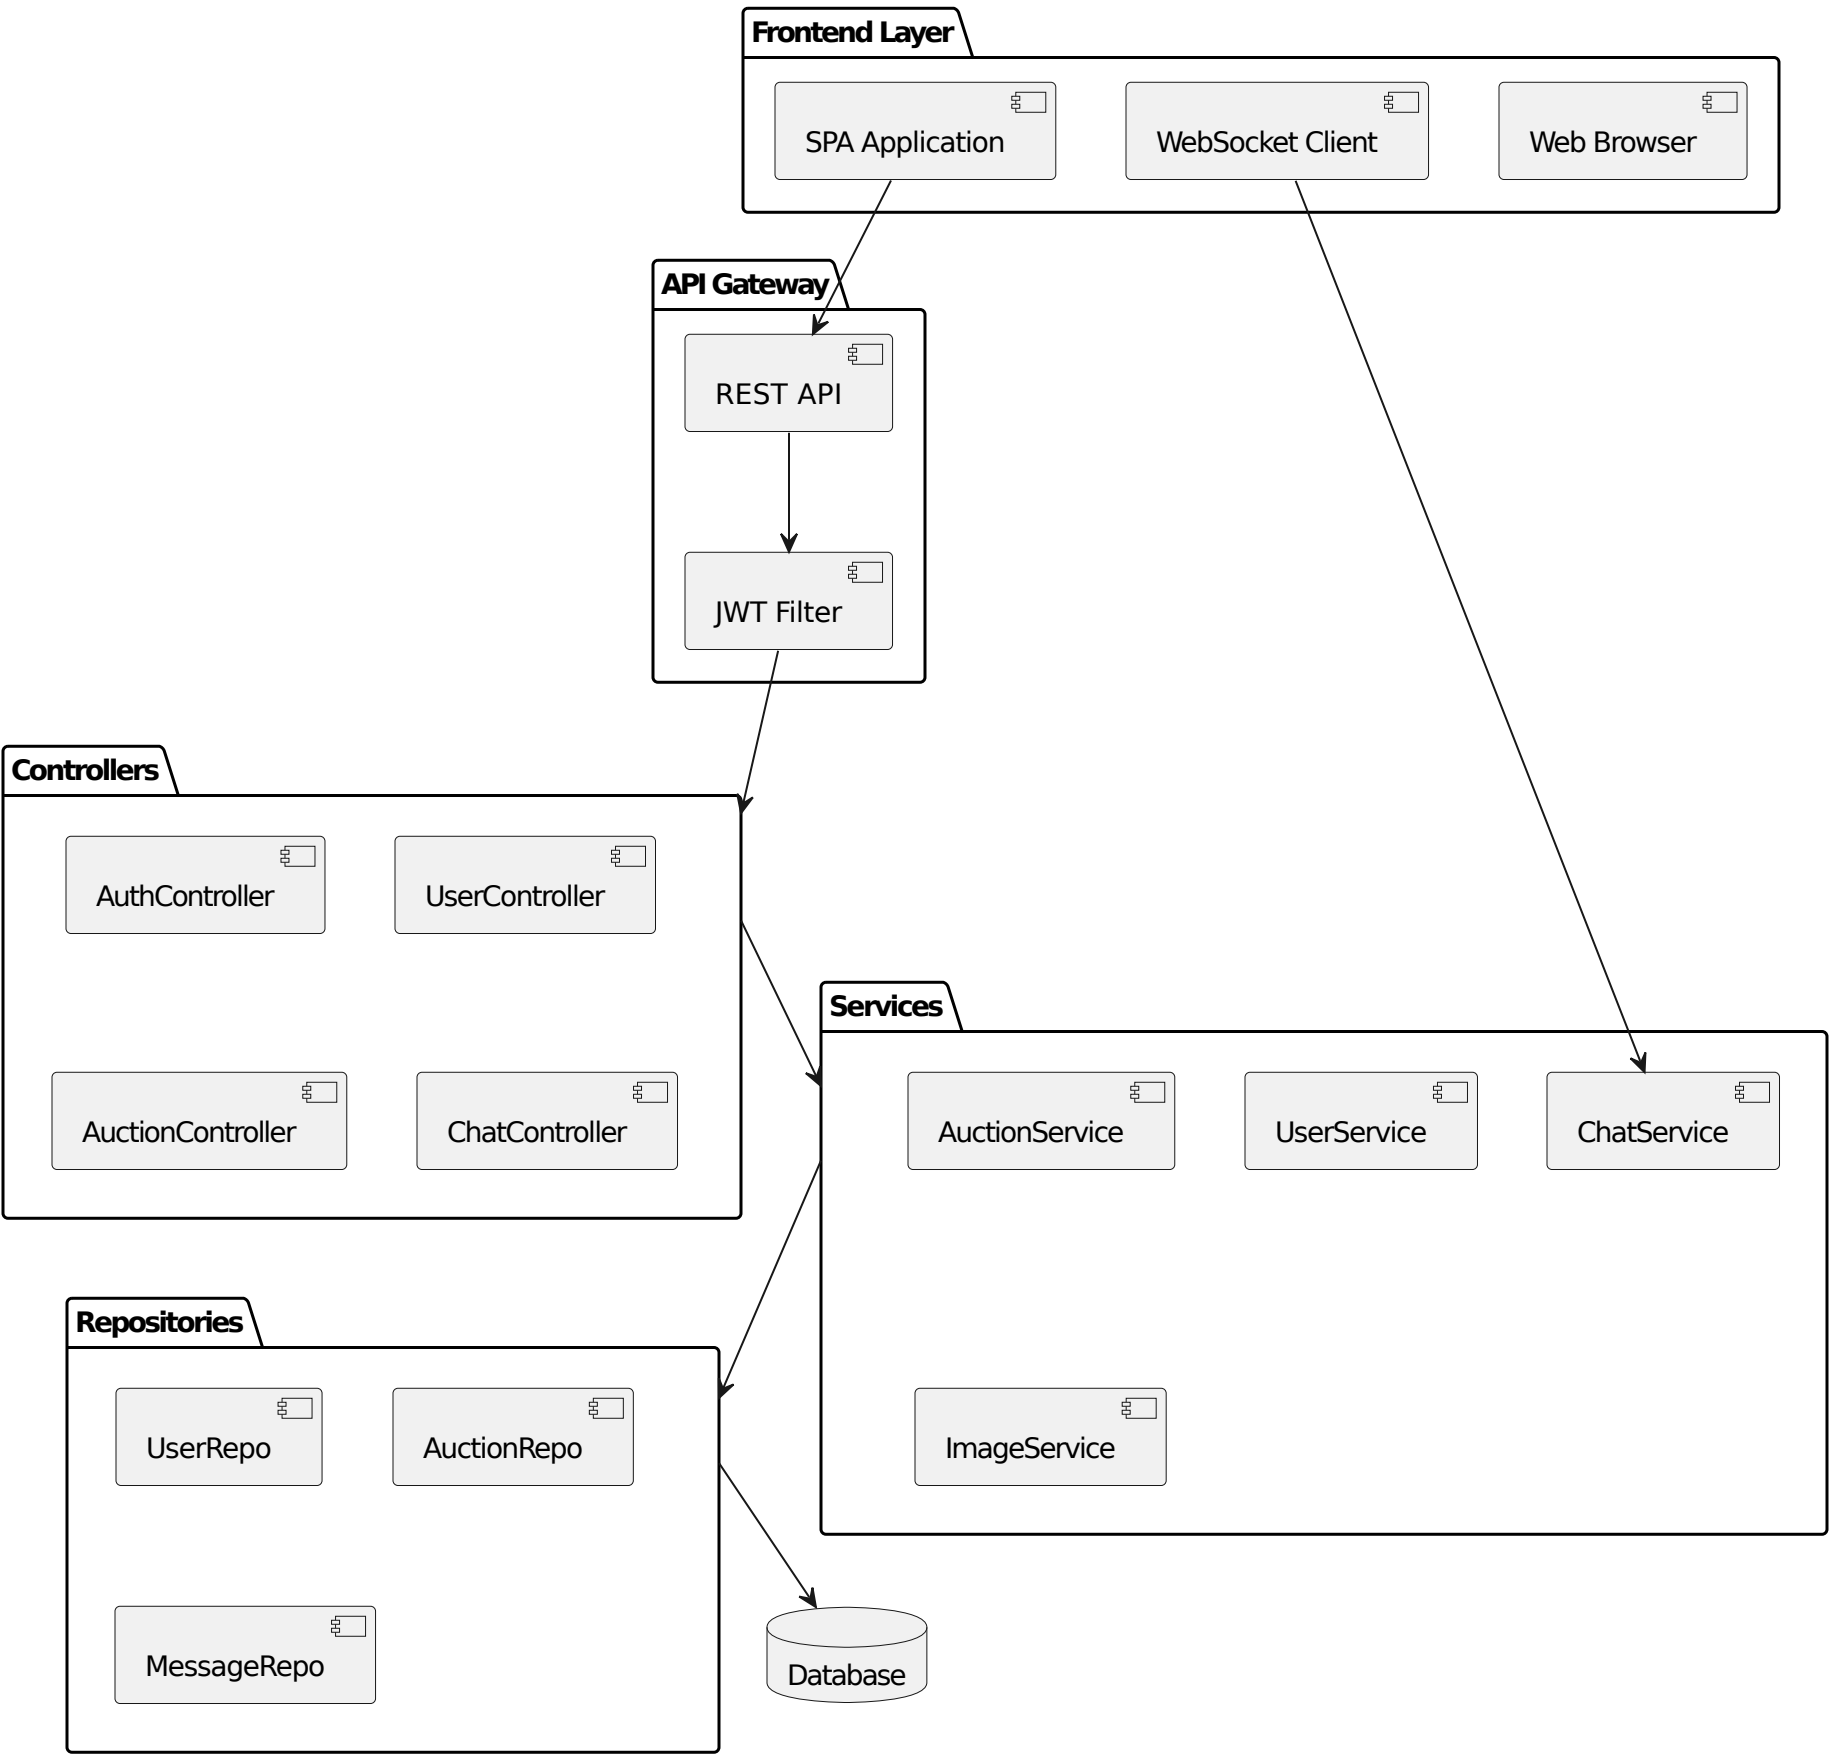 Frontend Layer
SPA Application
WebSocket Client
Web Browser
API Gateway
REST API
JWT Filter
Controllers
AuthController
UserController
AuctionController
ChatController
Services
AuctionService
UserService
ChatService
ImageService
Repositories
UserRepo
AuctionRepo
MessageRepo
Database